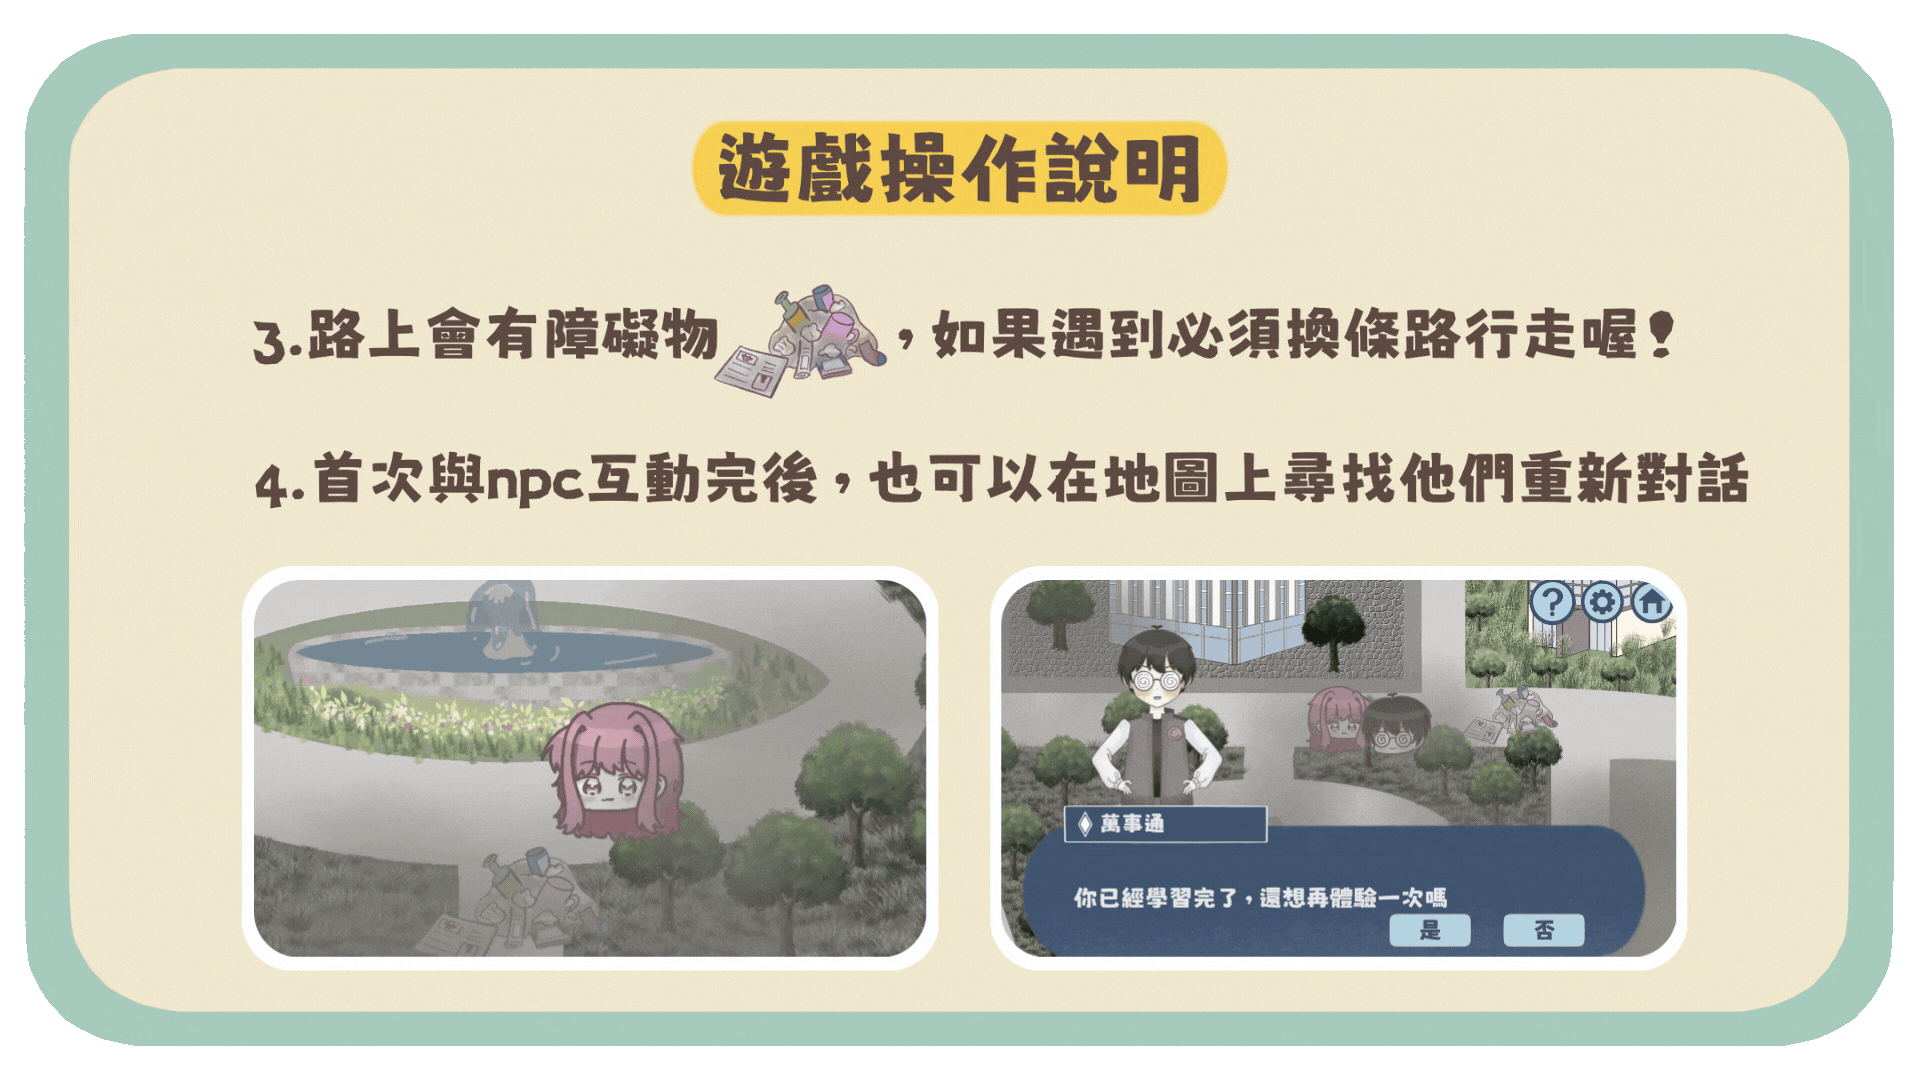 遊戲操作說明
3.路上會有障礙物，如果遇到必須換條路行走喔！
4.首次與npc互動完後，也可以在地圖上尋找他們重新對話
?
萬事通
你已經學習完了，還想再體驗一次嗎
是 否